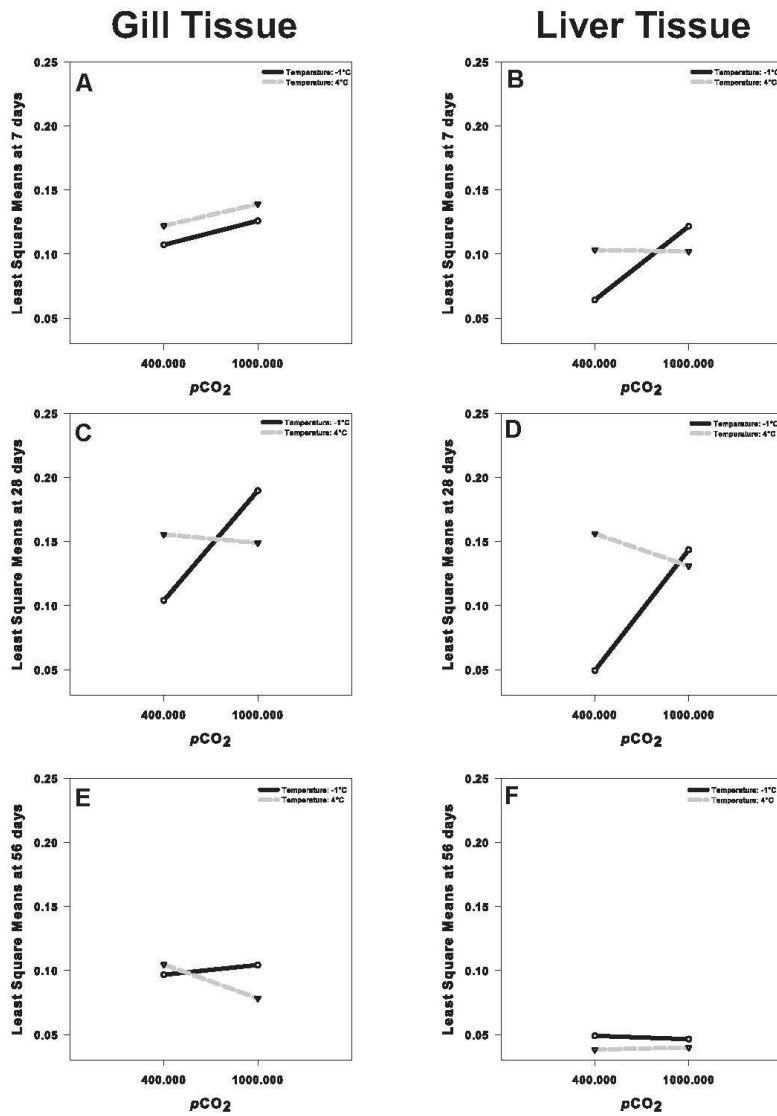 Gill Tissue
Liver Tissue
A
Temperature: -1°C
Temperature: 4°C
Least Square Means at 7 days
0.25
0.20
0.15
0.10
0.05
400.000
1000.000
pCO₂
B
Temperature: -1°C
Temperature: 4°C
Least Square Means at 7 days
0.25
0.20
0.15
0.10
0.05
400.000
1000.000
pCO₂
C
Temperature: -1°C
Temperature: 4°C
Least Square Means at 28 days
0.25
0.20
0.15
0.10
0.05
400.000
1000.000
pCO₂
D
Temperature: -1°C
Temperature: 4°C
Least Square Means at 28 days
0.25
0.20
0.15
0.10
0.05
400.000
1000.000
pCO₂
E
Temperature: -1°C
Temperature: 4°C
Least Square Means at 56 days
0.25
0.20
0.15
0.10
0.05
400.000
1000.000
pCO₂
F
Temperature: -1°C
Temperature: 4°C
Least Square Means at 56 days
0.25
0.20
0.15
0.10
0.05
400.000
1000.000
pCO₂